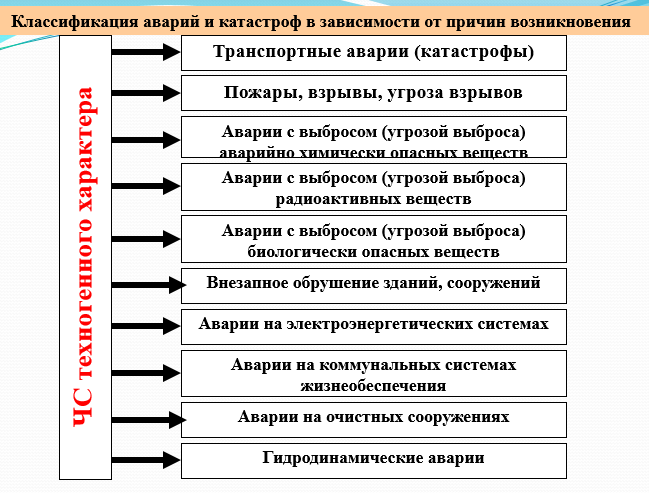 Классификация аварий и катастроф в зависимости от причин возникновения
ЧС техногенного характера
Транспортные аварии (катастрофы)
Пожары, взрывы, угроза взрывов
Аварии с выбросом (угрозой выброса)
аварийно химически опасных веществ
Аварии с выбросом (угрозой выброса)
радиоактивных веществ
Аварии с выбросом (угрозой выброса)
биологически опасных веществ
Внезапное обрушение зданий, сооружений
Аварии на электроэнергетических системах
Аварии на коммунальных системах
жизнеобеспечения
Аварии на очистных сооружениях
Гидродинамические аварии